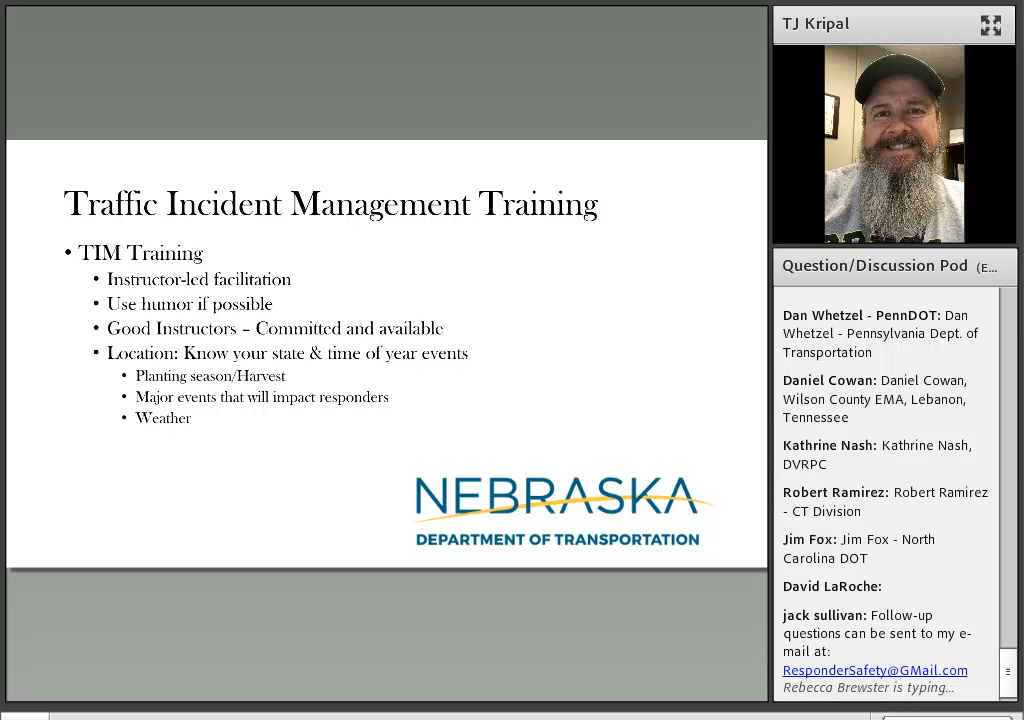 Traffic Incident Management Training
• TIM Training
• Instructor-led facilitation
• Use humor if possible
• Good Instructors – Committed and available
• Location: Know your state & time of year events
• Planting season/Harvest
• Major events that will impact responders
• Weather
NEBRASKA
DEPARTMENT OF TRANSPORTATION
TJ Kripal
Question/Discussion Pod (E...
Dan Whetzel - PennDOT: Dan
Whetzel - Pennsylvania Dept. of
Transportation
Daniel Cowan: Daniel Cowan,
Wilson County EMA, Lebanon,
Tennessee
Kathrine Nash: Kathrine Nash,
DVRPC
Robert Ramirez: Robert Ramirez
- CT Division
Jim Fox: Jim Fox - North
Carolina DOT
David LaRoche:
jack sullivan: Follow-up
questions can be sent to my e-
mail at:
ResponderSafety@GMail.com
Rebecca Brewster is typing...